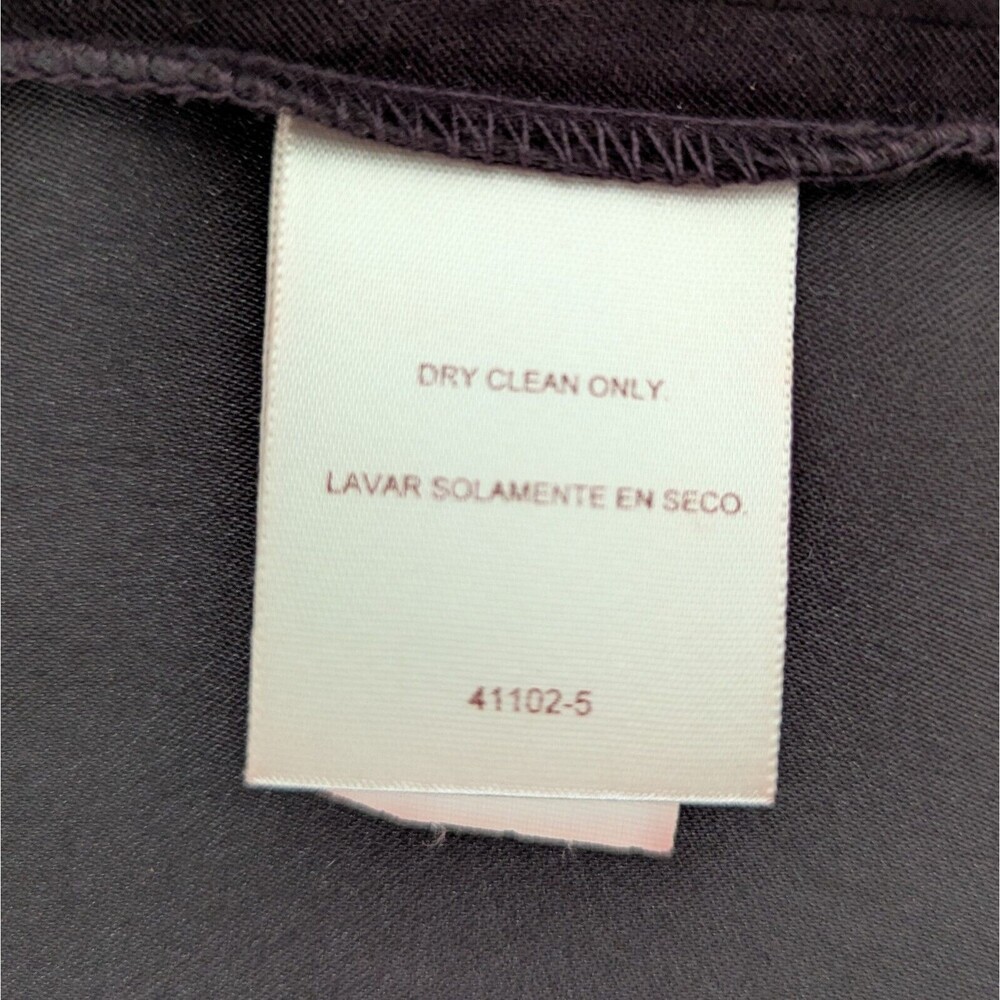 DRY CLEAN ONLY.
LAVAR SOLAMENTE EN SECO.
41102-5